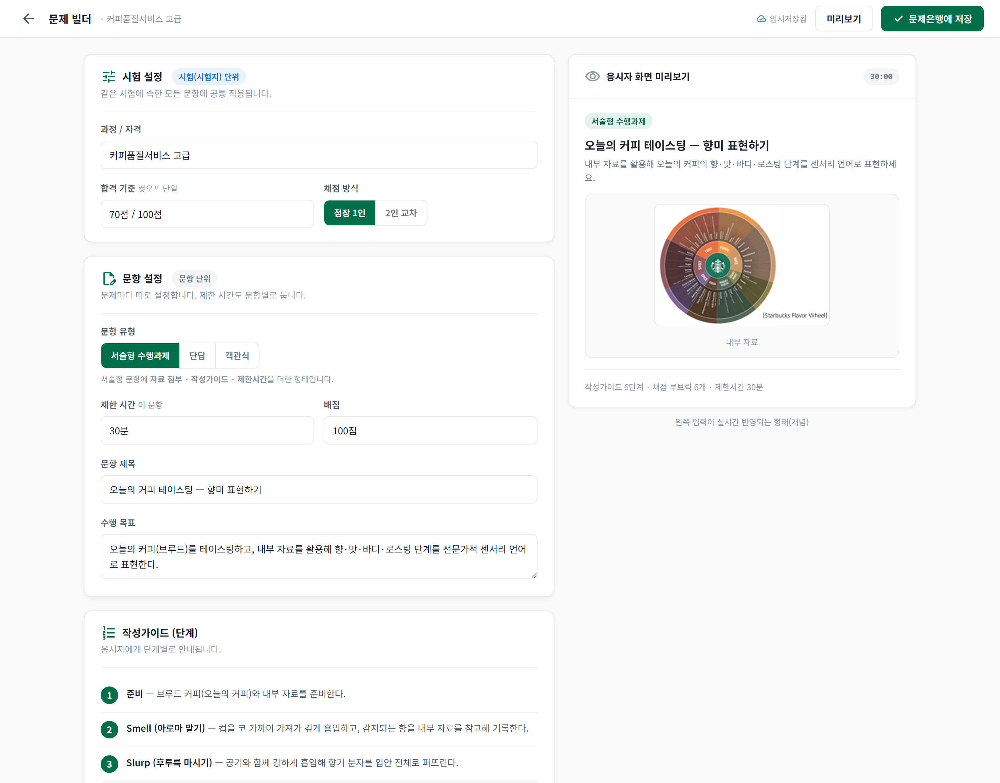 문제 빌더 · 커피품질서비스 고급
임시저장됨
미리보기
문제은행에 저장
시험 설정 시험(시험지) 단위
같은 시험에 속한 모든 문항에 공통 적용됩니다.
과정 / 자격
커피품질서비스 고급
합격 기준 컷오프 단일
70점 / 100점
채점 방식
점장 1인 2인 교차
문항 설정 문항 단위
문제마다 따로 설정합니다. 제한 시간도 문항별로 둡니다.
문항 유형
서술형 수행과제 단답 객관식
서술형 문항에 자료 첨부 · 작성가이드 · 제한시간을 더한 형태입니다.
제한 시간 이 문항
30분
배점
100점
문항 제목
오늘의 커피 테이스팅 — 향미 표현하기
수행 목표
오늘의 커피(브루드)를 테이스팅하고, 내부 자료를 활용해 향·맛·바디·로스팅 단계를 전문가적 센서리 언어
로 표현한다.
작성가이드 (단계)
응시자에게 단계별로 안내됩니다.
1 준비 — 브루드 커피(오늘의 커피)와 내부 자료를 준비한다.
2 Smell (아로마 맡기) — 컵을 코 가까이 가져가 깊게 흡입하고, 감지되는 향을 내부 자료를 참고해 기록한다.
3 Slurp (후루룩 마시기) — 공기와 함께 강하게 흡입해 향기 분자를 입안 전체로 퍼뜨린다.
응시자 화면 미리보기
30:00
서술형 수행과제
오늘의 커피 테이스팅 — 향미 표현하기
내부 자료를 활용해 오늘의 커피의 향·맛·바디·로스팅 단계를 센서리 언어로 표현하세
요.
FRUIT
FLORAL
NUTS
SWEET
SPICE
[Starbucks Flavor Wheel]
내부 자료
작성가이드 6단계 · 채점 루브릭 6개 · 제한시간 30분
왼쪽 입력이 실시간 반영되는 형태(개념)